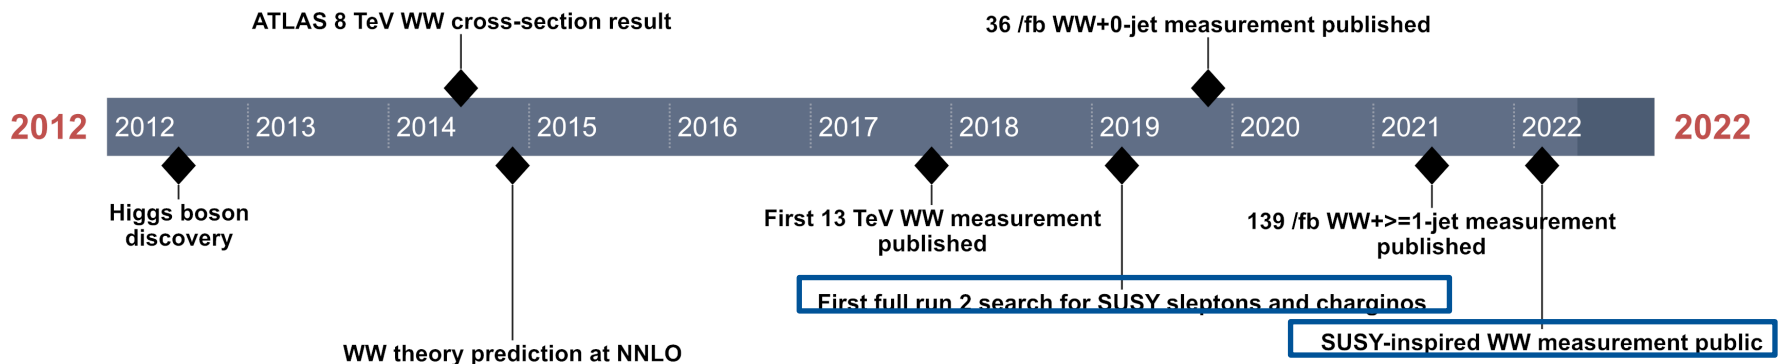 ATLAS 8 TeV WW cross-section result
36 /fb WW+0-jet measurement published
2012
2012 2013 2014 2015 2016 2017 2018 2019 2020 2021 2022
2022
Higgs boson
discovery
First 13 TeV WW measurement
published
139 /fb WW+>=1-jet measurement
published
First full run 2 search for SUSY sleptons and charginos
SUSY-inspired WW measurement public
WW theory prediction at NNLO